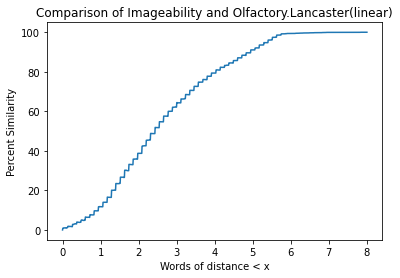 Comparison of Imageability and Olfactory.Lancaster(linear)
Percent Similarity
100
80
60
40
20
0
0 1 2 3 4 5 6 7 8
Words of distance < x